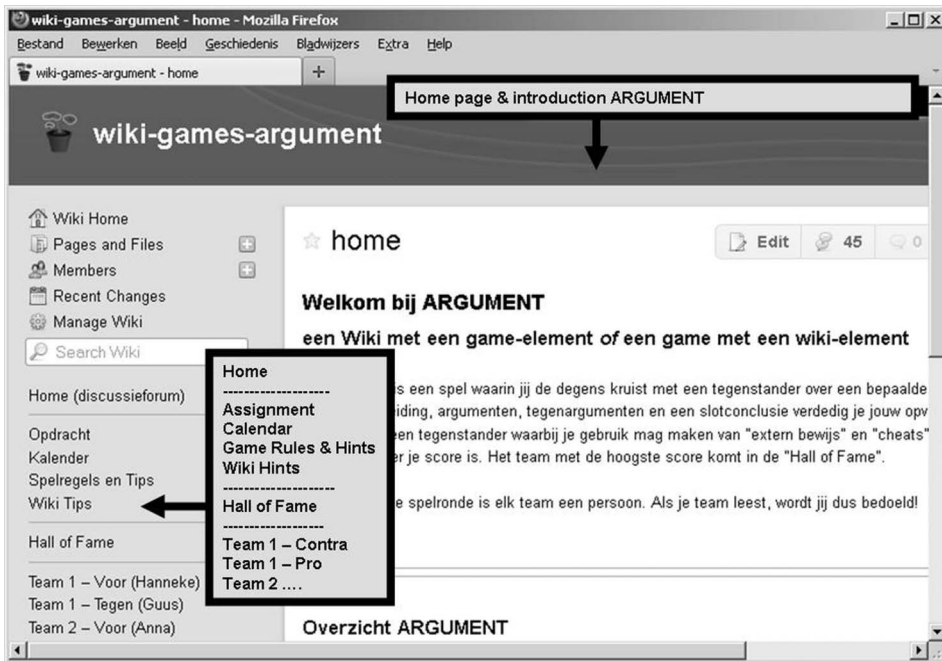 wiki-games-argument - home - Mozilla Firefox
Bestand Bewerken Beeld Geschiedenis Bladwijzers Extra Help
wiki-games-argument - home
Home page & introduction ARGUMENT
wiki-games-argument
Wiki Home
Pages and Files
Members
Recent Changes
Manage Wiki
Search Wiki
Home (discussieforum)
Opdracht
Kalender
Spelregels en Tips
Wiki Tips
Hall of Fame
Team 1 – Voor (Hanneke)
Team 1 – Tegen (Guus)
Team 2 – Voor (Anna)
Home
--------------------
Assignment
Calendar
Game Rules & Hints
Wiki Hints
---------------------
Hall of Fame
-------------------
Team 1 – Contra
Team 1 – Pro
Team 2 ....
home
Edit 45 0
Welkom bij ARGUMENT
een Wiki met een game-element of een game met een wiki-element
is een spel waarin jij de degens kruist met een tegenstander over een bepaalde
argumenten, tegenargumenten en een slotconclusie verdedig je jouw
een tegenstander waarbij je gebruik mag maken van "extern bewijs" en "cheats"
je score is. Het team met de hoogste score komt in de "Hall of Fame".
spelronde is elk team een persoon. Als je team leest, wordt jij dus bedoeld!
Overzicht ARGUMENT